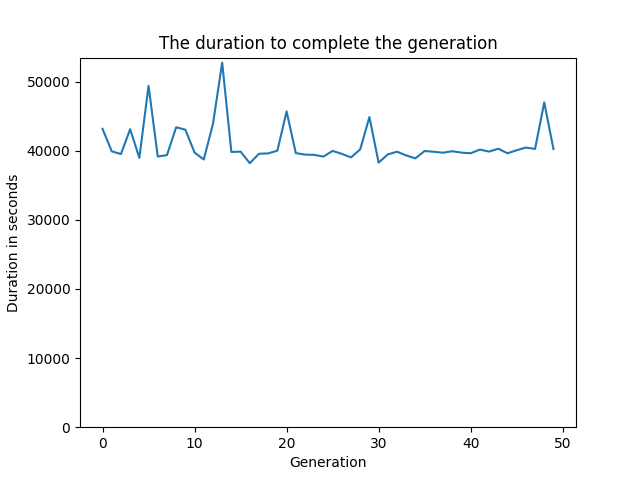 The duration to complete the generation
50000
40000
30000
20000
10000
0
Duration in seconds
0 10 20 30 40 50
Generation